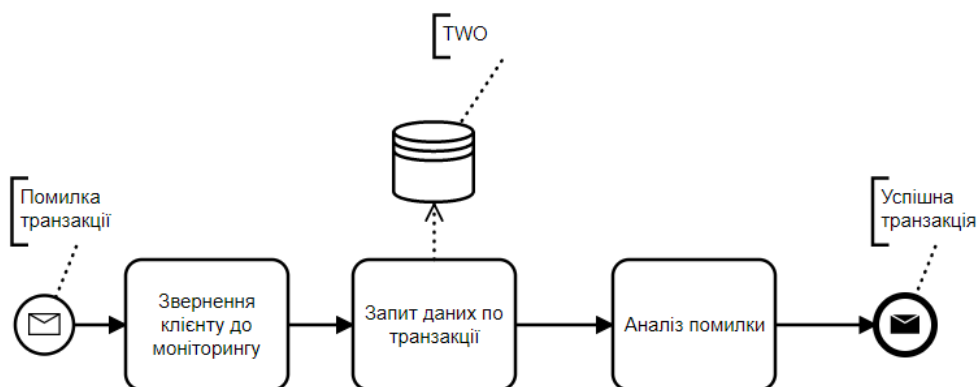 TWO
Помилка
транзакції
Успішна
транзакція
Звернення
клієнту до
моніторингу
Запит даних по
транзакції
Аналіз помилки